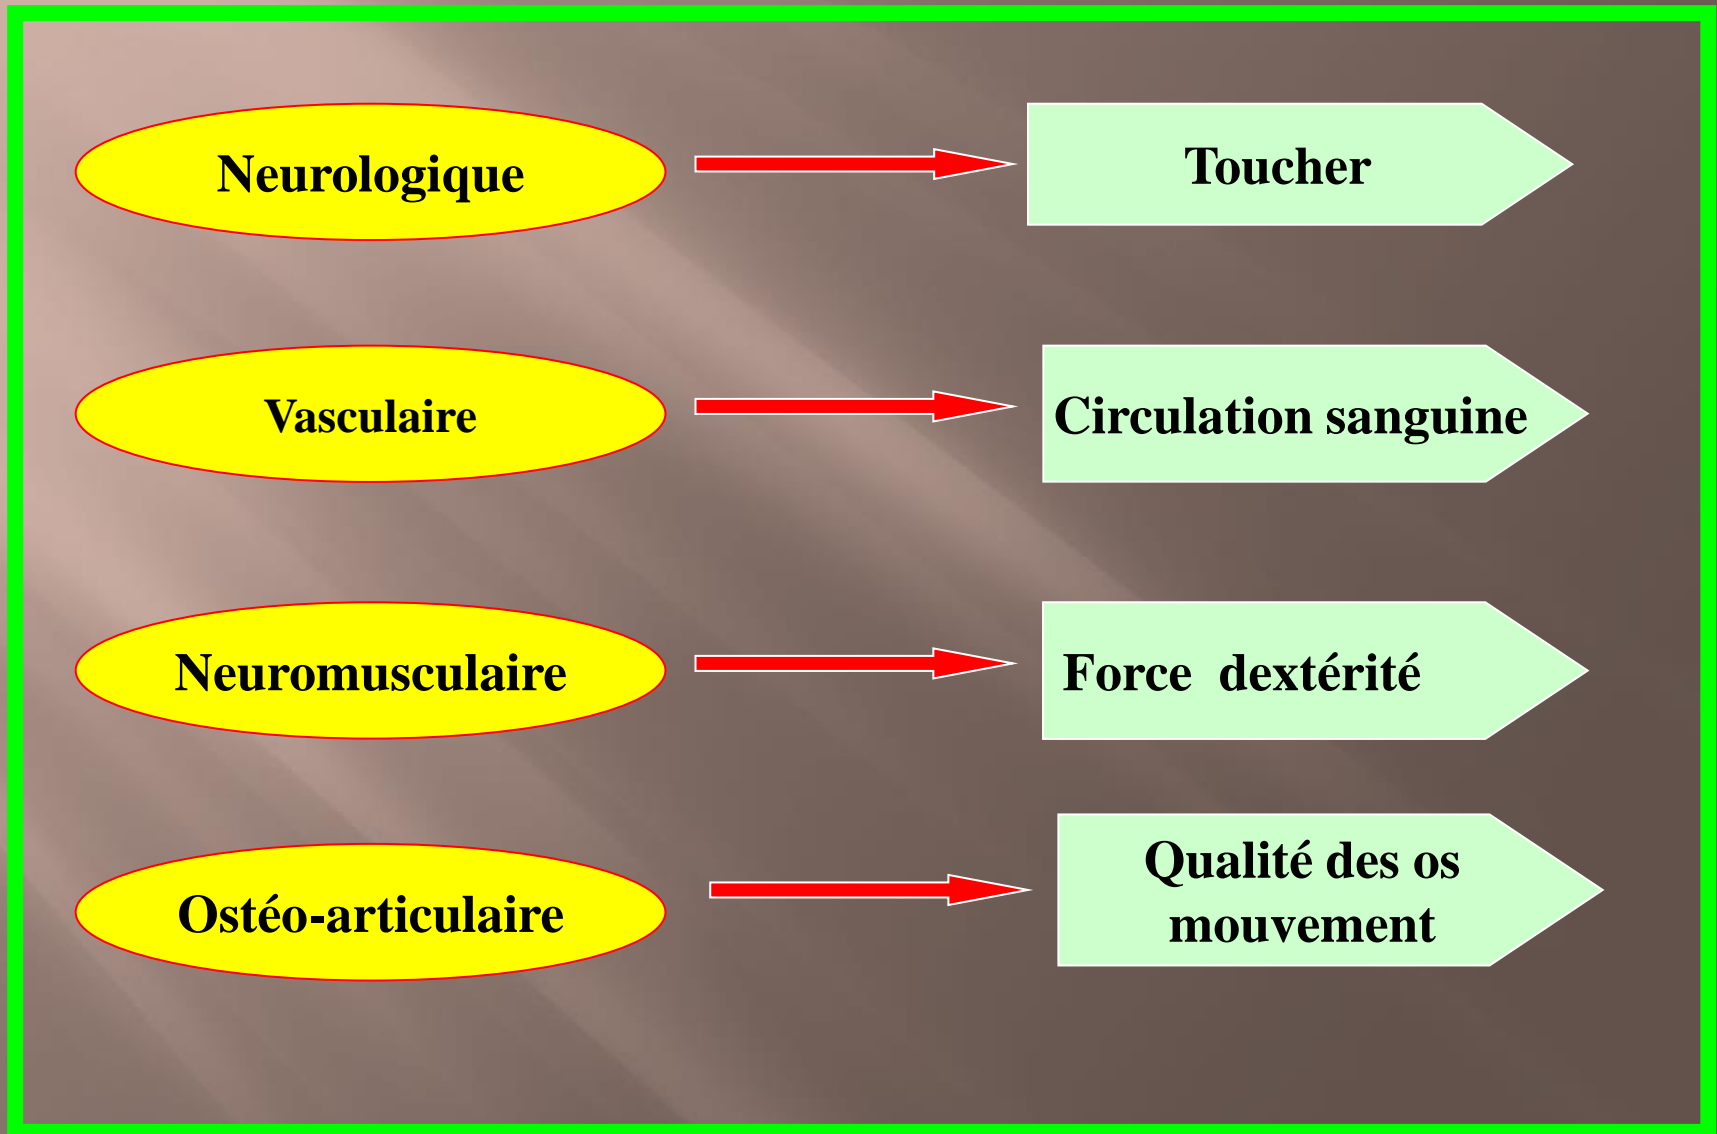 Neurologique
Toucher
Vasculaire
Circulation sanguine
Neuromusculaire
Force  dextérité
Ostéo-articulaire
Qualité des os
mouvement